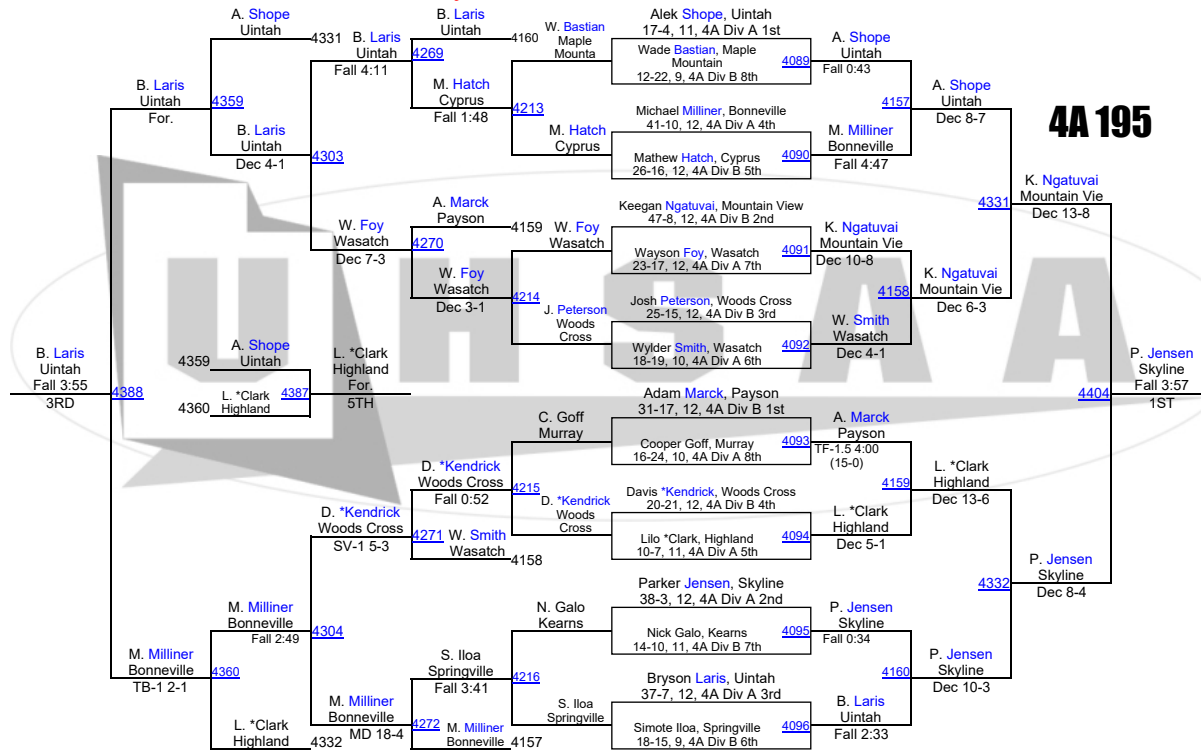 4A 195
A. Shope
Uintah
4331
B. Laris
Uintah
For.
4359
B. Laris
Uintah
Dec 4-1
B. Laris
Uintah
Fall 4:11
4303
W. Foy
Wasatch
Dec 7-3
B. Laris
Uintah
4160
4269
M. Hatch
Cyprus
Fall 1:48
A. Marck
Payson
4159
4270
W. Foy
Wasatch
Dec 3-1
W. Bastian
Maple
Mounta
4213
M. Hatch
Cyprus
W. Foy
Wasatch
4214
J. Peterson
Woods
Cross
Alek Shope, Uintah
17-4, 11, 4A Div A 1st
Wade Bastian, Maple
Mountain
12-22, 9, 4A Div B 8th
4089
Michael Milliner, Bonneville
41-10, 12, 4A Div A 4th
Mathew Hatch, Cyprus
26-16, 12, 4A Div B 5th
4090
Keegan Ngatuvai, Mountain View
47-8, 12, 4A Div B 2nd
Wayson Foy, Wasatch
23-17, 12, 4A Div A 7th
4091
Josh Peterson, Woods Cross
25-15, 12, 4A Div B 3rd
Wylder Smith, Wasatch
18-19, 10, 4A Div A 6th
4092
Adam Marck, Payson
31-17, 12, 4A Div B 1st
Cooper Goff, Murray
16-24, 10, 4A Div A 8th
4093
Davis *Kendrick, Woods Cross
20-21, 12, 4A Div B 4th
Lilo *Clark, Highland
10-7, 11, 4A Div A 5th
4094
Parker Jensen, Skyline
38-3, 12, 4A Div A 2nd
Nick Galo, Kearns
14-10, 11, 4A Div B 7th
4095
Bryson Laris, Uintah
37-7, 12, 4A Div A 3rd
Simote Iloa, Springville
18-15, 9, 4A Div B 6th
4096
A. Shope
Uintah
Fall 0:43
4157
M. Milliner
Bonneville
Fall 4:47
K. Ngatuvai
Mountain Vie
Dec 10-8
4158
W. Smith
Wasatch
Dec 4-1
A. Marck
Payson
TF-1.5 4:00
(15-0)
4159
L. *Clark
Highland
Dec 5-1
P. Jensen
Skyline
Fall 0:34
4160
B. Laris
Uintah
Fall 2:33
A. Shope
Uintah
Dec 8-7
4331
K. Ngatuvai
Mountain Vie
Dec 6-3
L. *Clark
Highland
Dec 13-6
4332
P. Jensen
Skyline
Dec 10-3
K. Ngatuvai
Mountain Vie
Dec 13-8
4404
P. Jensen
Skyline
Dec 8-4
P. Jensen
Skyline
Fall 3:57
1ST
B. Laris
Uintah
Fall 3:55
3RD
4388
4359
A. Shope
Uintah
4387
4360
L. *Clark
Highland
L. *Clark
Highland
For.
5TH
C. Goff
Murray
4215
D. *Kendrick
Woods
Cross
D. *Kendrick
Woods Cross
Fall 0:52
4271
W. Smith
Wasatch
4158
D. *Kendrick
Woods Cross
SV-1 5-3
4304
M. Milliner
Bonneville
MD 18-4
N. Galo
Kearns
4216
S. Iloa
Springville
S. Iloa
Springville
Fall 3:41
4272
M. Milliner
Bonneville
4157
M. Milliner
Bonneville
Fall 2:49
4360
L. *Clark
Highland
4332
M. Milliner
Bonneville
TB-1 2-1
UHSAA